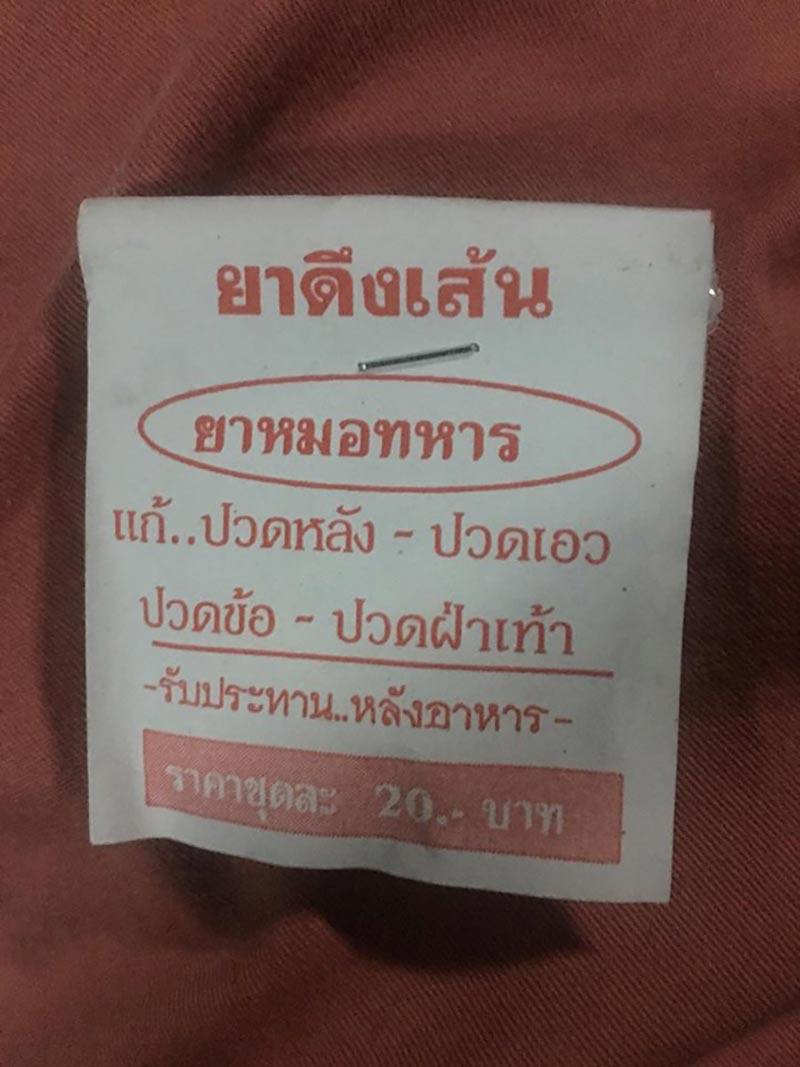 ยาดึงเส้น
ยาหมอทหาร
แก้..ปวดหลัง - ปวดเอว
ปวดข้อ - ปวดฝ่าเท้า
-รับประทาน..หลังอาหาร-
ราคาชุดละ 20.- บาท